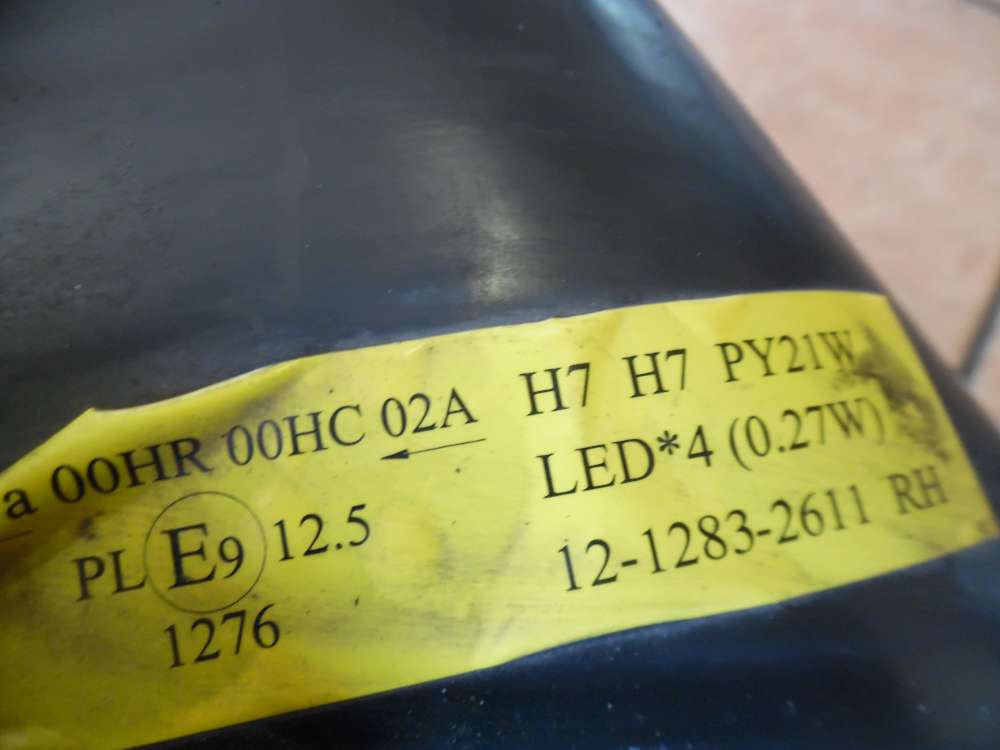 a 00HR 00HC 02A
PL E9 12.5
1276
H7 H7 PY21W
LED*4 (0.27W)
12-1283-2611 RH